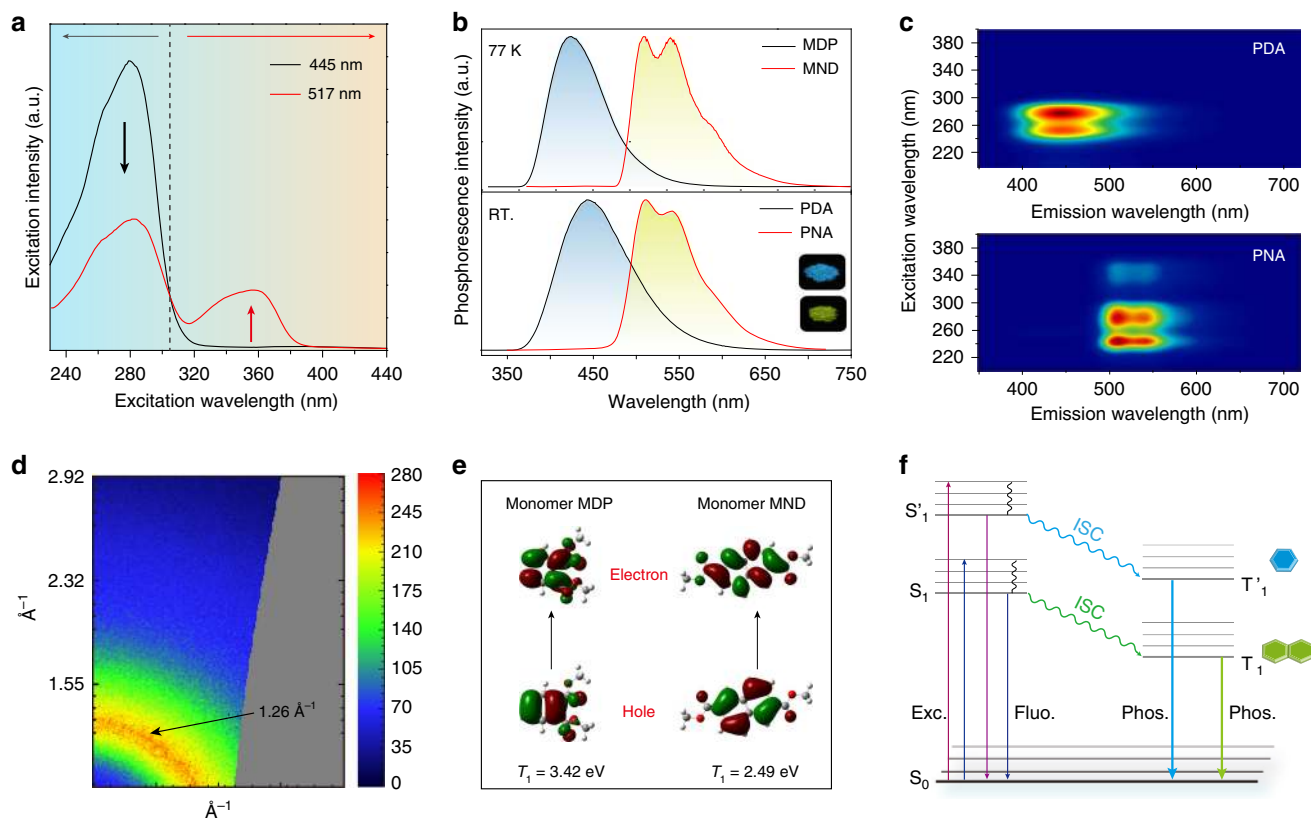 a
445 nm
517 nm
Excitation intensity (a.u.)
240 280 320 360 400 440
Excitation wavelength (nm)
b
77 K
MDP
MND
RT.
PDA
PNA
Phosphorescence intensity (a.u.)
350 450 550 650 750
Wavelength (nm)
c
PDA
380
340
300
260
220
400 500 600 700
Emission wavelength (nm)
PNA
380
340
300
260
220
400 500 600 700
Emission wavelength (nm)
Excitation wavelength (nm)
d
2.92
2.32
1.55
Å–1
1.26 Å–1
Å–1
280
245
210
175
140
105
70
35
0
e
Monomer MDP
Monomer MND
Electron
Hole
T1 = 3.42 eV
T1 = 2.49 eV
f
S'1
ISC
T'1
S1
ISC
T1
Exc.
Fluo.
Phos.
Phos.
S0